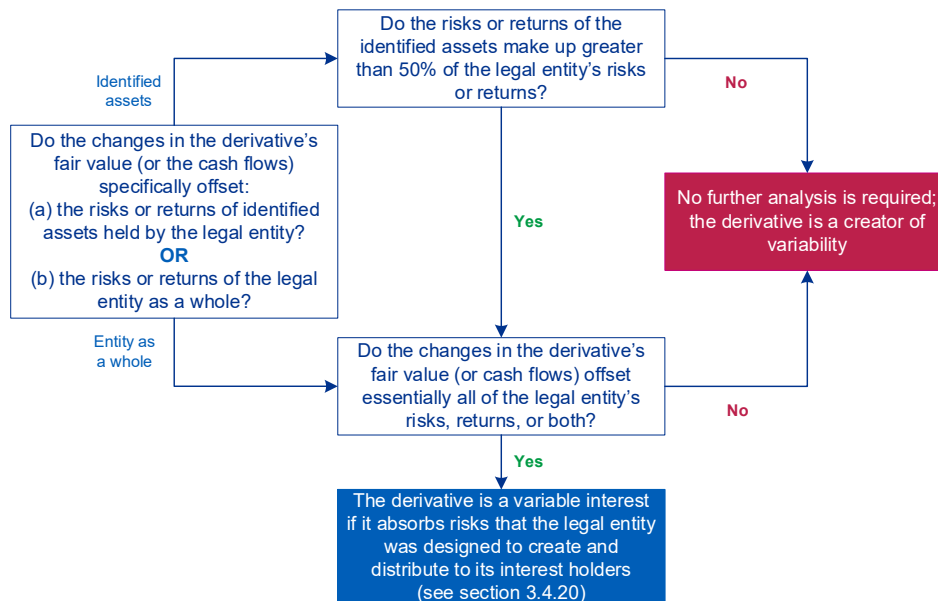 Do the risks or returns of the
identified assets make up greater
than 50% of the legal entity's risks
or returns?
No
Identified
assets
Do the changes in the derivative's
fair value (or the cash flows)
specifically offset:
(a) the risks or returns of identified
assets held by the legal entity?
OR
(b) the risks or returns of the legal
entity as a whole?
No further analysis is required;
the derivative is a creator of
variability
Yes
Entity as
a whole
Do the changes in the derivative's
fair value (or cash flows) offset
essentially all of the legal entity's
risks, returns, or both?
No
Yes
The derivative is a variable interest
if it absorbs risks that the legal entity
was designed to create and
distribute to its interest holders
(see section 3.4.20)